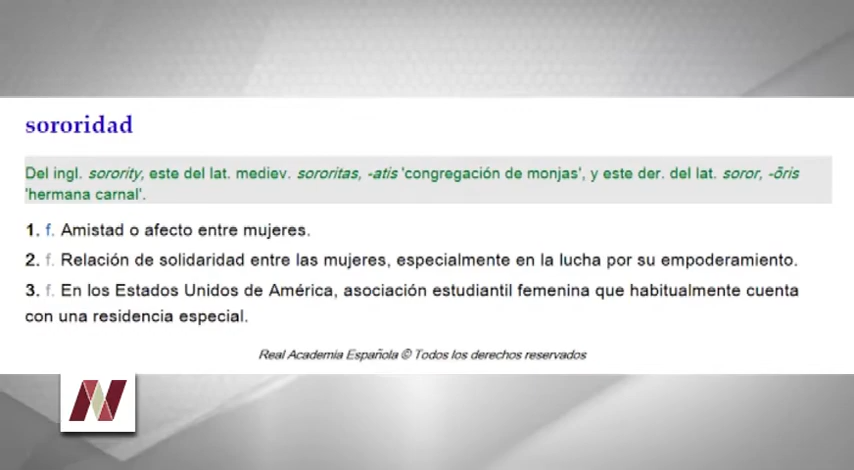 sororidad
Del ingl. sorority, este del lat. mediev. sororitas, -atis 'congregación de monjas', y este der. del lat. soror, -ōris
'hermana carnal'.
1. f. Amistad o afecto entre mujeres.
2. f. Relación de solidaridad entre las mujeres, especialmente en la lucha por su empoderamiento.
3. f. En los Estados Unidos de América, asociación estudiantil femenina que habitualmente cuenta
con una residencia especial.
Real Academia Española © Todos los derechos reservados